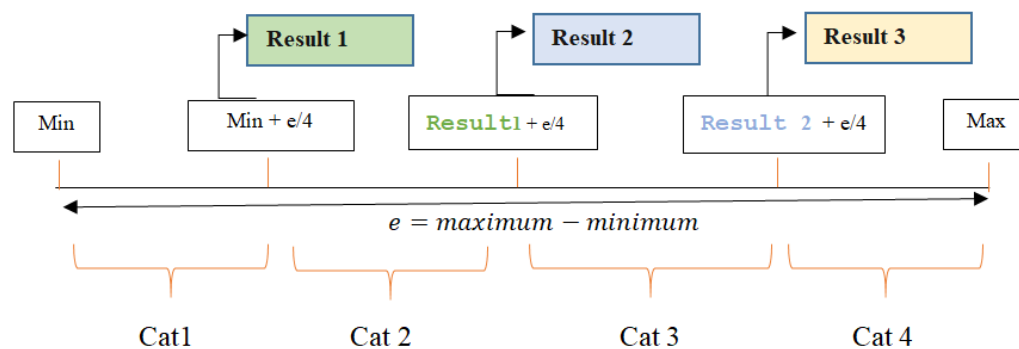 Result 1
Result 2
Result 3
Min
Min + e/4
Result1 + e/4
Result 2 + e/4
Max
e = maximum − minimum
Cat1
Cat 2
Cat 3
Cat 4